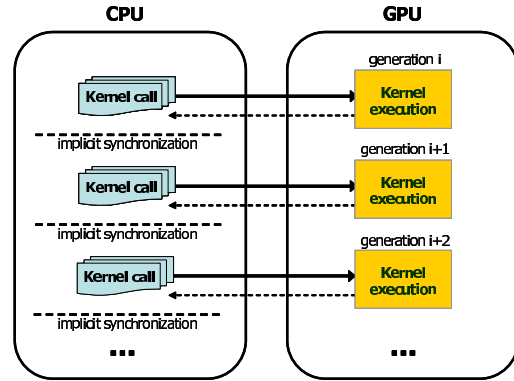 CPU
GPU
generation i
Kernel call
Kernel
execution
implicit synchronization
generation i+1
Kernel call
Kernel
execution
implicit synchronization
generation i+2
Kernel call
Kernel
execution
implicit synchronization
...
...